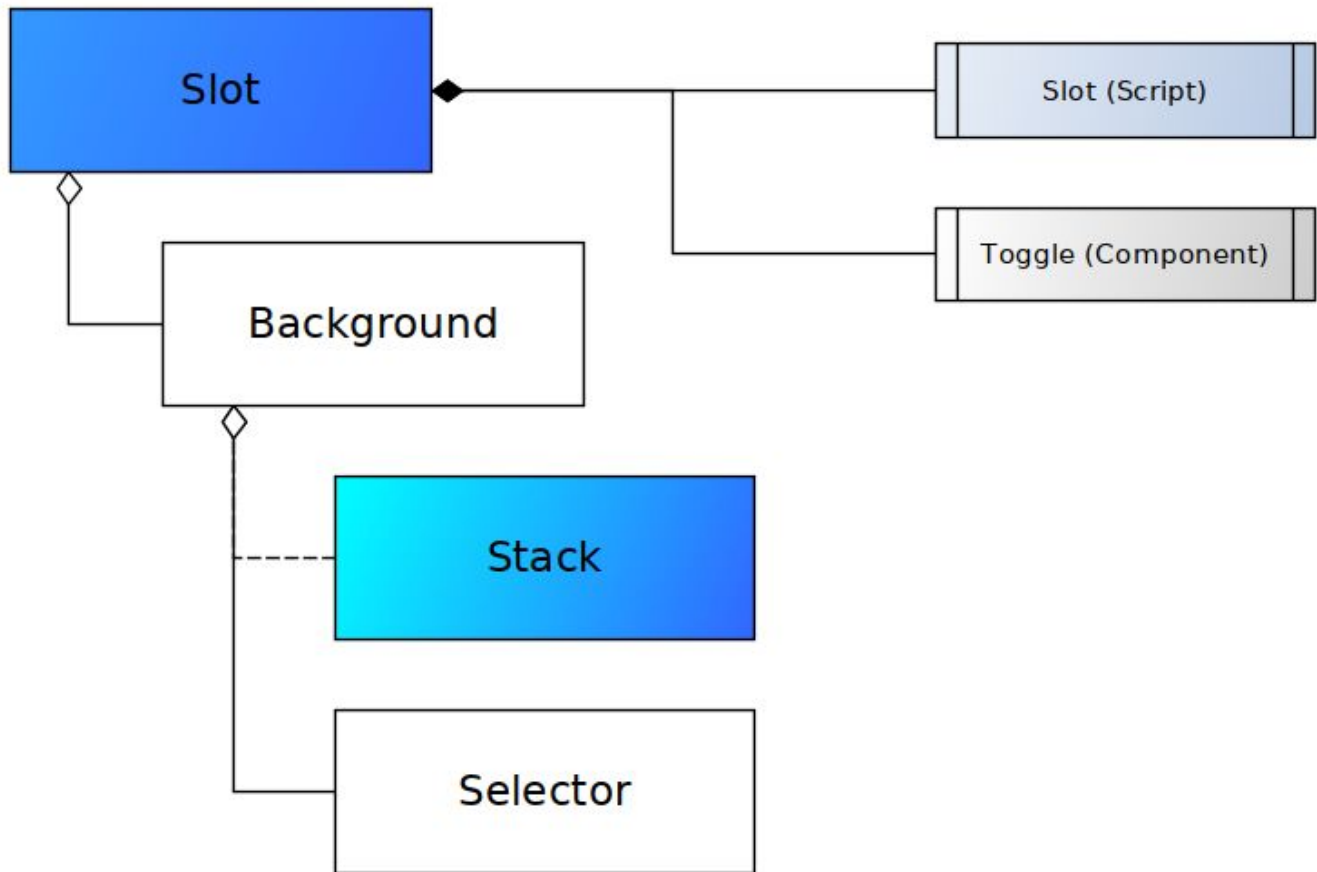 Slot
Slot (Script)
Toggle (Component)
Background
Stack
Selector